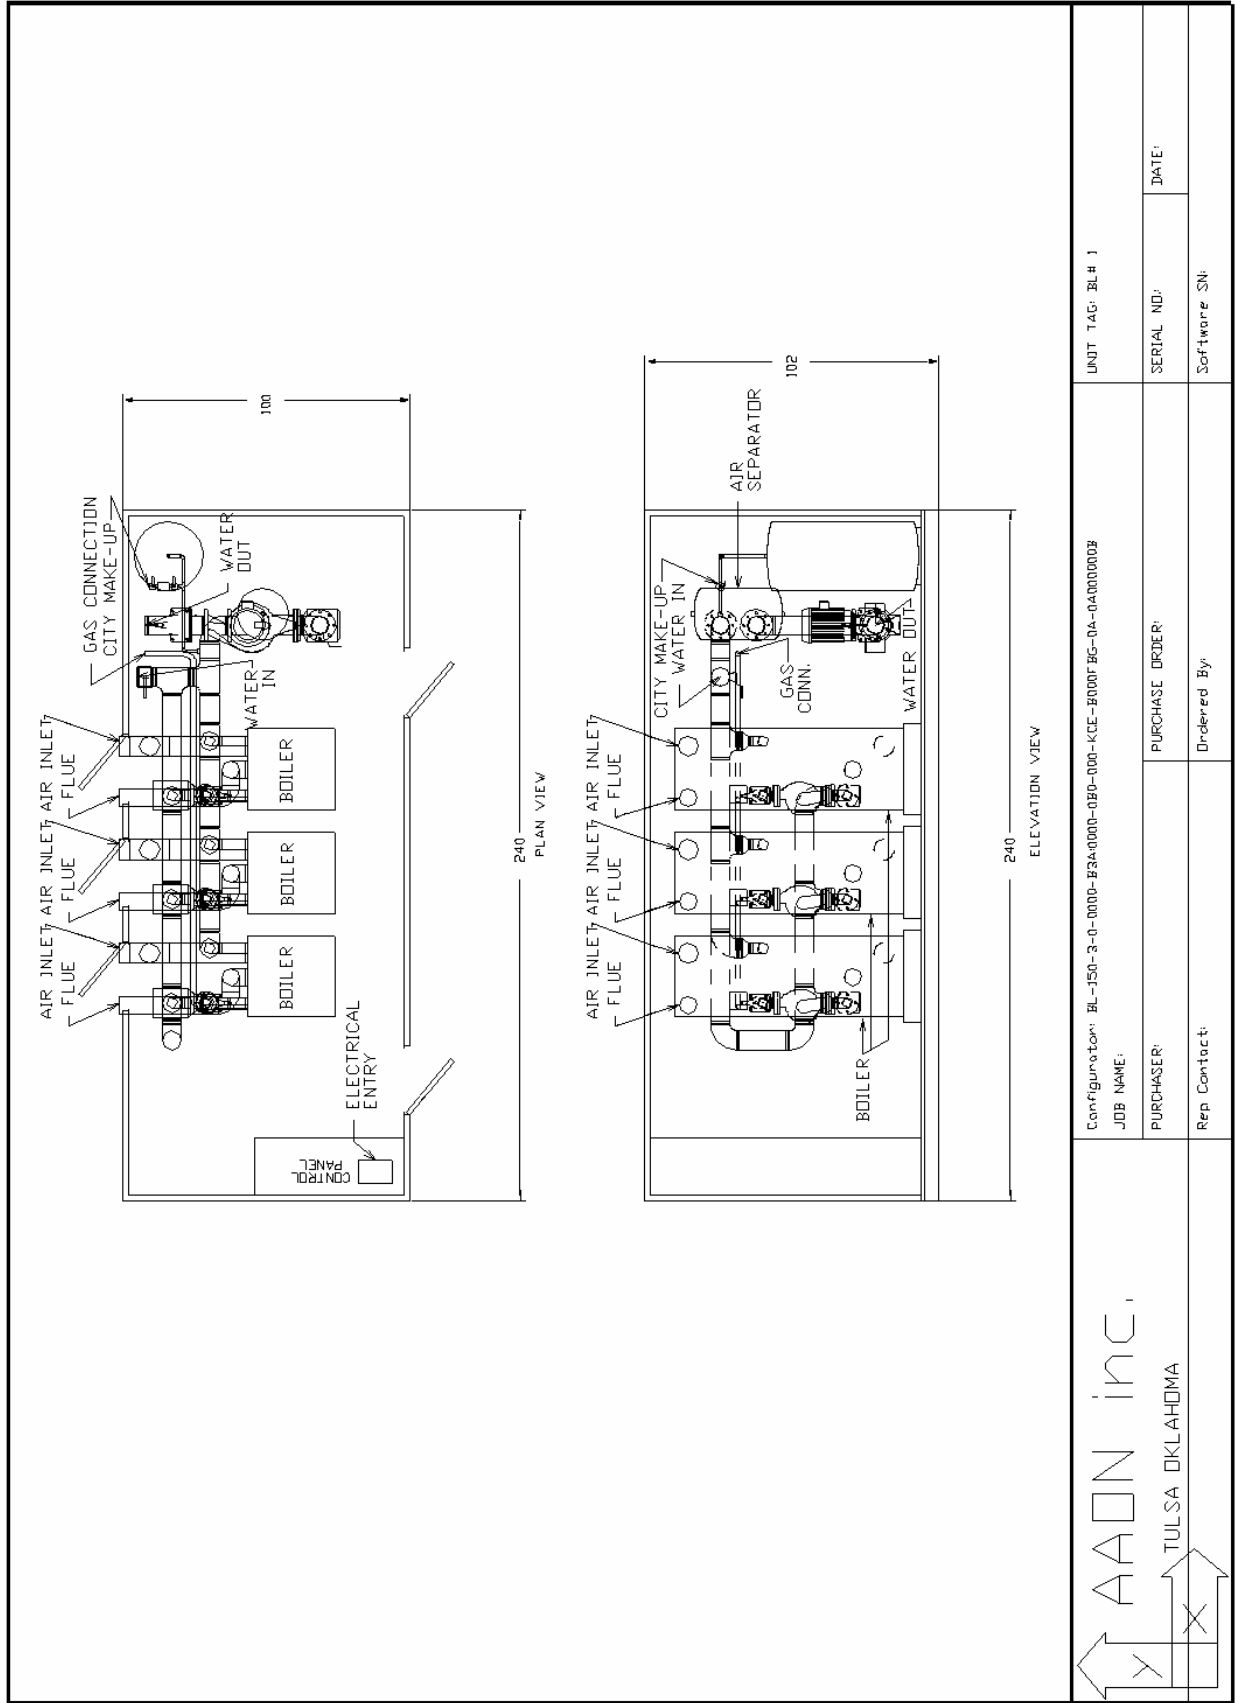 AIR INLET
FLUE
AIR INLET
FLUE
AIR INLET
FLUE
GAS CONNECTION
CITY MAKE-UP
WATER
OUT
WATER
IN
BOILER
BOILER
BOILER
CONTROL
PANEL
ELECTRICAL
ENTRY
100
240
PLAN VIEW
AIR INLET
FLUE
AIR INLET
FLUE
AIR INLET
FLUE
CITY MAKE-UP
WATER IN
AIR
SEPARATOR
GAS
CONN.
WATER OUT
BOILER
102
240
ELEVATION VIEW
AAON inc.
TULSA OKLAHOMA
Y
X
UNIT TAG: BL# 1
JOB NAME:
PURCHASER:
PURCHASE ORDER:
SERIAL NO.:
DATE:
Rep Contact:
Ordered By:
Software SN: